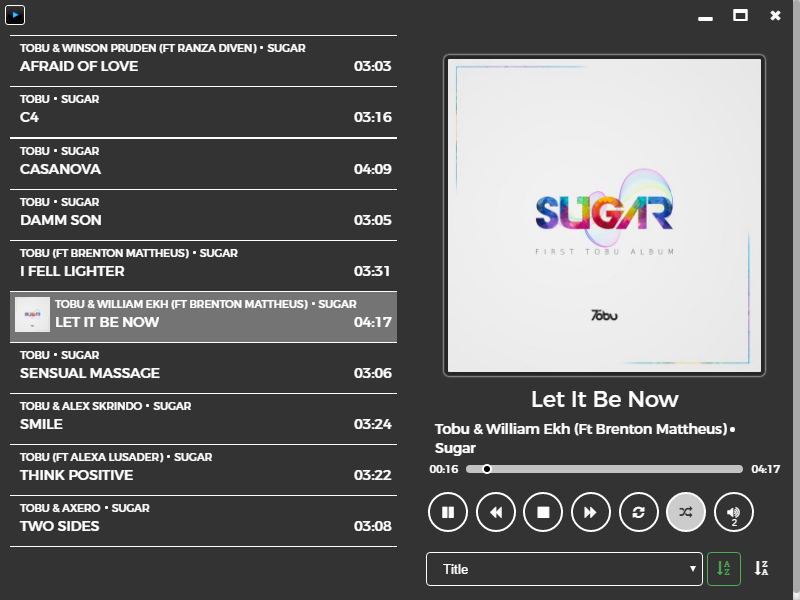 TOBU & WINSON PRUDEN (FT RANZA DIVEN) • SUGAR
AFRAID OF LOVE 03:03
TOBU • SUGAR
C4 03:16
TOBU • SUGAR
CASANOVA 04:09
TOBU • SUGAR
DAMM SON 03:05
TOBU (FT BRENTON MATTHEUS) • SUGAR
I FELL LIGHTER 03:31
TOBU & WILLIAM EKH (FT BRENTON MATTHEUS) • SUGAR
LET IT BE NOW 04:17
TOBU • SUGAR
SENSUAL MASSAGE 03:06
TOBU & ALEX SKRINDO • SUGAR
SMILE 03:24
TOBU (FT ALEXA LUSADER) • SUGAR
THINK POSITIVE 03:22
TOBU & AXERO • SUGAR
TWO SIDES 03:08
SUGAR
FIRST TOBU ALBUM
Tobu
Let It Be Now
Tobu & William Ekh (Ft Brenton Mattheus) •
Sugar
00:16 04:17
2
Title
A Z
Z A